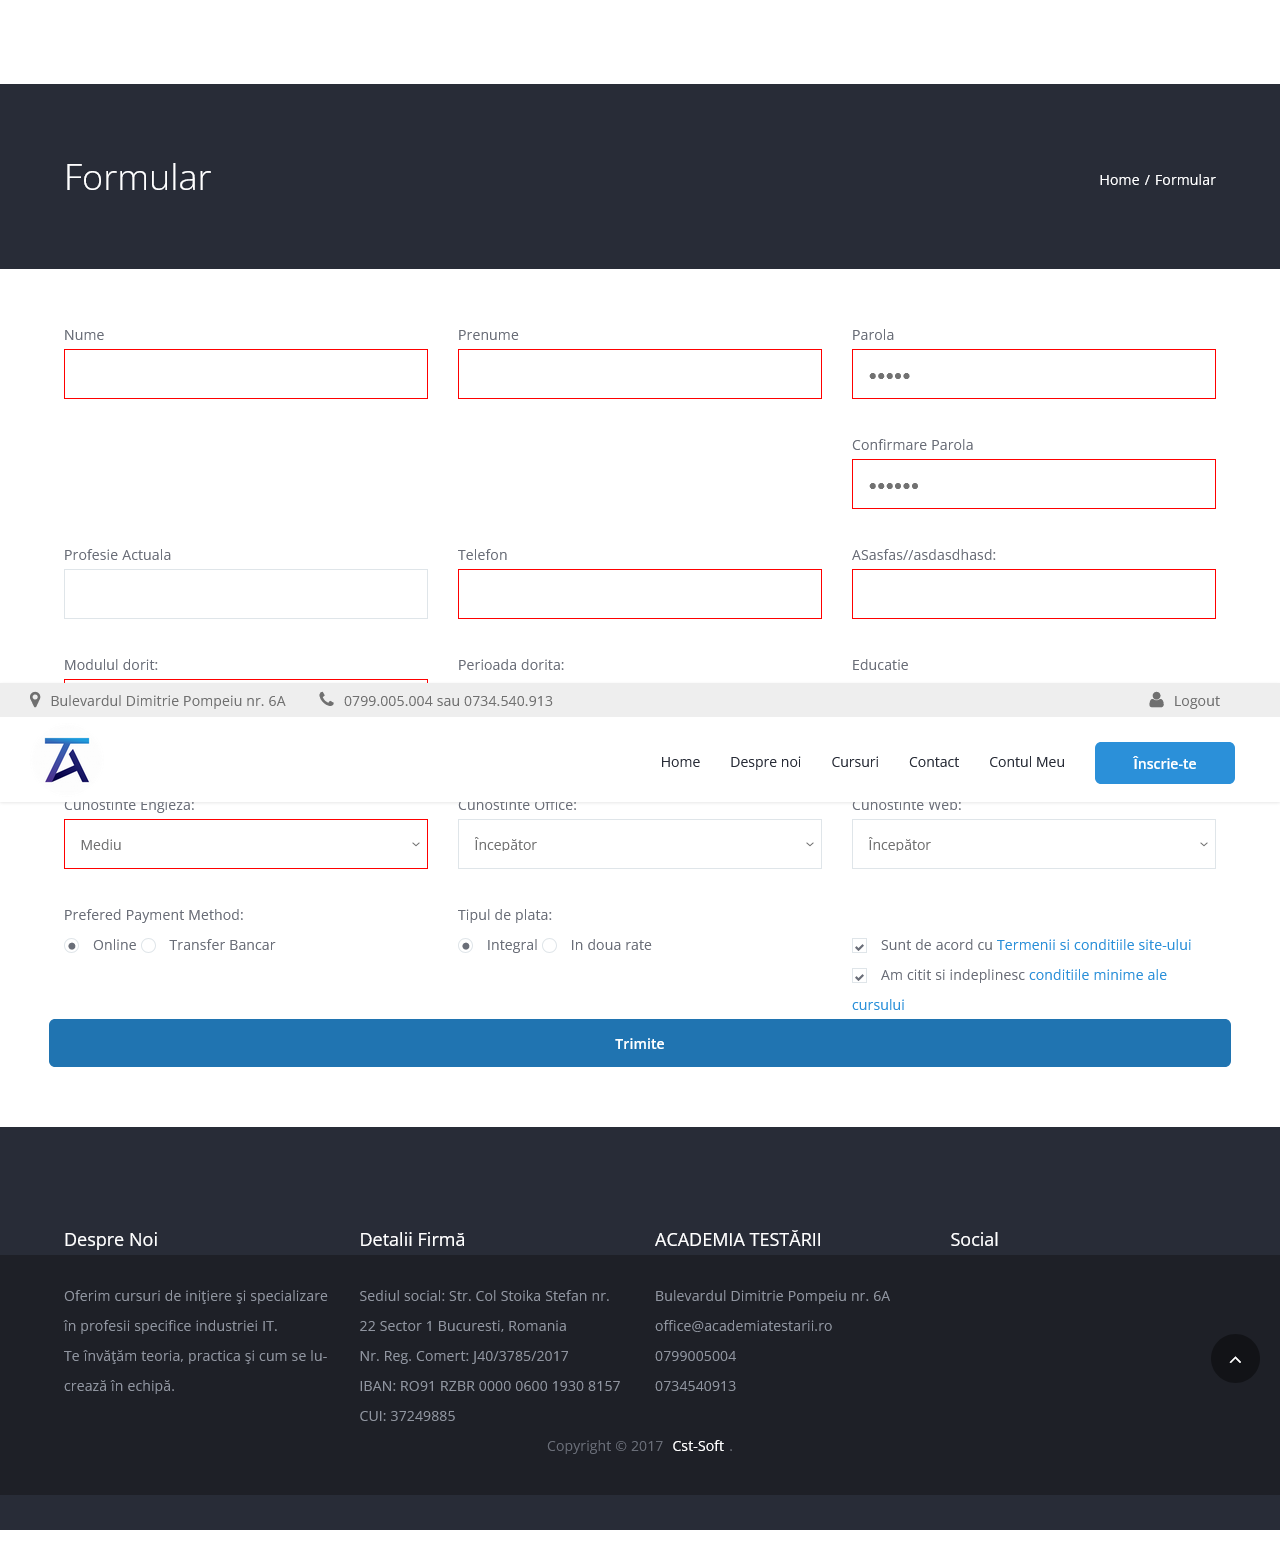 Formular
Home / Formular
Nume
Prenume
Parola
●●●●●
Confirmare Parola
●●●●●●
Profesie Actuala
Telefon
ASasfas//asdasdhasd:
Modulul dorit:
Perioada dorita:
Educatie
Bulevardul Dimitrie Pompeiu nr. 6A
0799.005.004 sau 0734.540.913
Logout
Home
Despre noi
Cursuri
Contact
Contul Meu
Înscrie-te
Cunostinte Engleza:
Cunostinte Office:
Cunostinte Web:
Mediu
Începător
Începător
Prefered Payment Method:
Tipul de plata:
Online
Transfer Bancar
Integral
In doua rate
Sunt de acord cu Termenii si conditiile site-ului
Am citit si indeplinesc conditiile minime ale
cursului
Trimite
Despre Noi
Oferim cursuri de inițiere și specializare
în profesii specifice industriei IT.
Te învățăm teoria, practica și cum se lu-
crează în echipă.
Detalii Firmă
Sediul social: Str. Col Stoika Stefan nr.
22 Sector 1 Bucuresti, Romania
Nr. Reg. Comert: J40/3785/2017
IBAN: RO91 RZBR 0000 0600 1930 8157
CUI: 37249885
ACADEMIA TESTĂRII
Bulevardul Dimitrie Pompeiu nr. 6A
office@academiatestarii.ro
0799005004
0734540913
Social
Copyright © 2017 Cst-Soft .